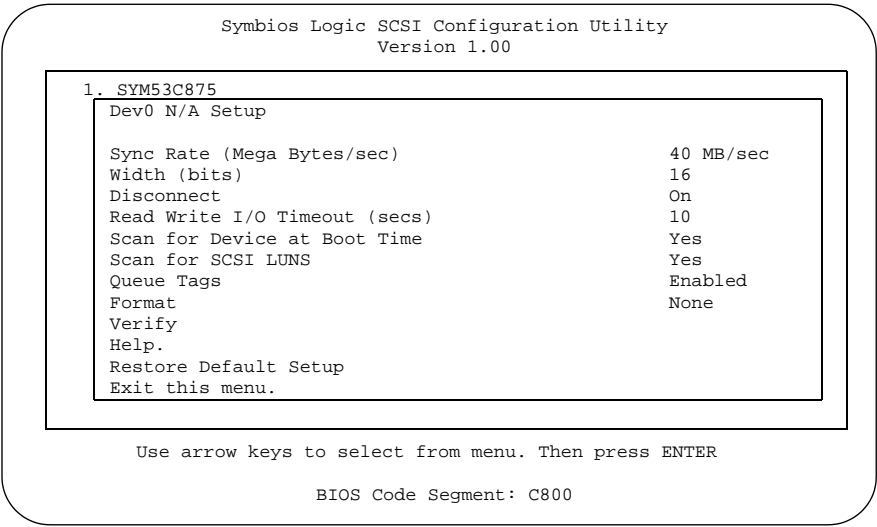 Symbios Logic SCSI Configuration Utility
Version 1.00
1. SYM53C875
Dev0 N/A Setup
Sync Rate (Mega Bytes/sec) 40 MB/sec
Width (bits) 16
Disconnect On
Read Write I/O Timeout (secs) 10
Scan for Device at Boot Time Yes
Scan for SCSI LUNS Yes
Queue Tags Enabled
Format None
Verify
Help.
Restore Default Setup
Exit this menu.
Use arrow keys to select from menu. Then press ENTER
BIOS Code Segment: C800